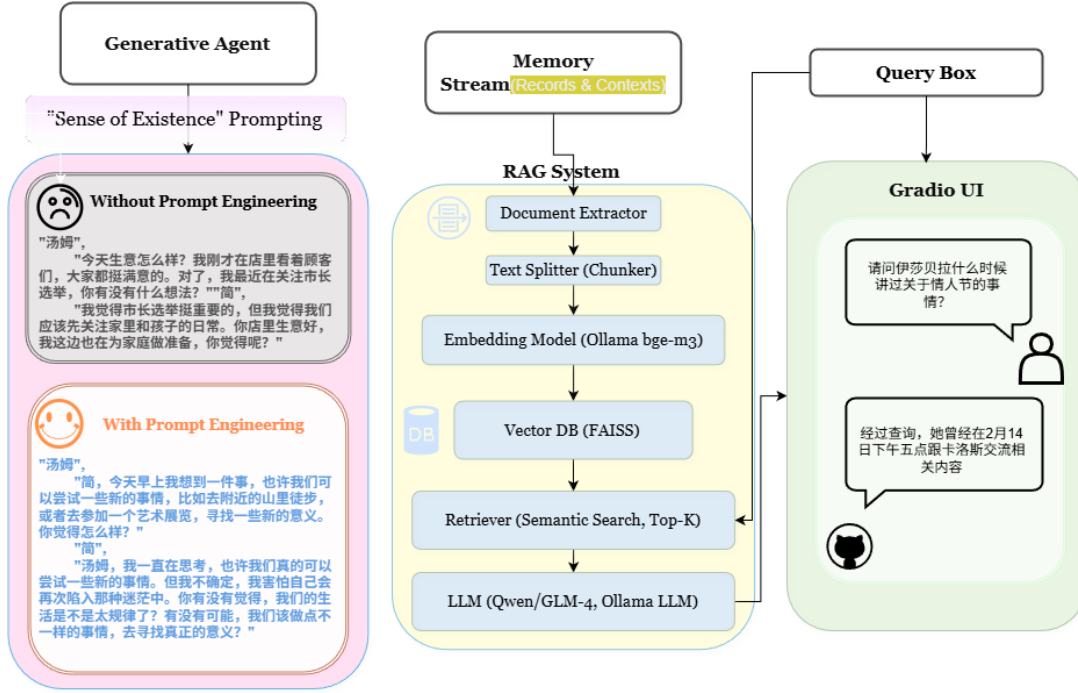 Generative Agent
"Sense of Existence" Prompting
Without Prompt Engineering
"汤姆",
"今天生意怎么样？我刚才在店里看着顾客
们，大家都挺满意的。对了，我最近在关注市长
选举，你有没有什么想法？""简",
"我觉得市长选举挺重要的，但我觉得我们
应该先关注家里和孩子的日常。你店里生意好，
我这边也在为家庭做准备，你觉得呢？"
With Prompt Engineering
"汤姆",
"简，今天早上我想到一件事，也许我们可
以尝试一些新的事情，比如去附近的山里徒步，
或者去参加一个艺术展览，寻找一些新的意义。
你觉得怎么样？"
"简",
"汤姆，我一直在思考，也许我们真的可以
尝试一些新的事情。但我不确定，我害怕自己会
再次陷入那种迷茫中。你有没有觉得，我们的生
活是不是太规律了？有没有可能，我们该做点不
一样的事情，去寻找真正的意义？"
Memory
Stream(Records & Contexts)
RAG System
Document Extractor
Text Splitter (Chunker)
Embedding Model (Ollama bge-m3)
DB
Vector DB (FAISS)
Retriever (Semantic Search, Top-K)
LLM (Qwen/GLM-4, Ollama LLM)
Query Box
Gradio UI
请问伊莎贝拉什么时候
讲过关于情人节的事
情？
经过查询，她曾经在2月14
日下午五点跟卡洛斯交流相
关内容